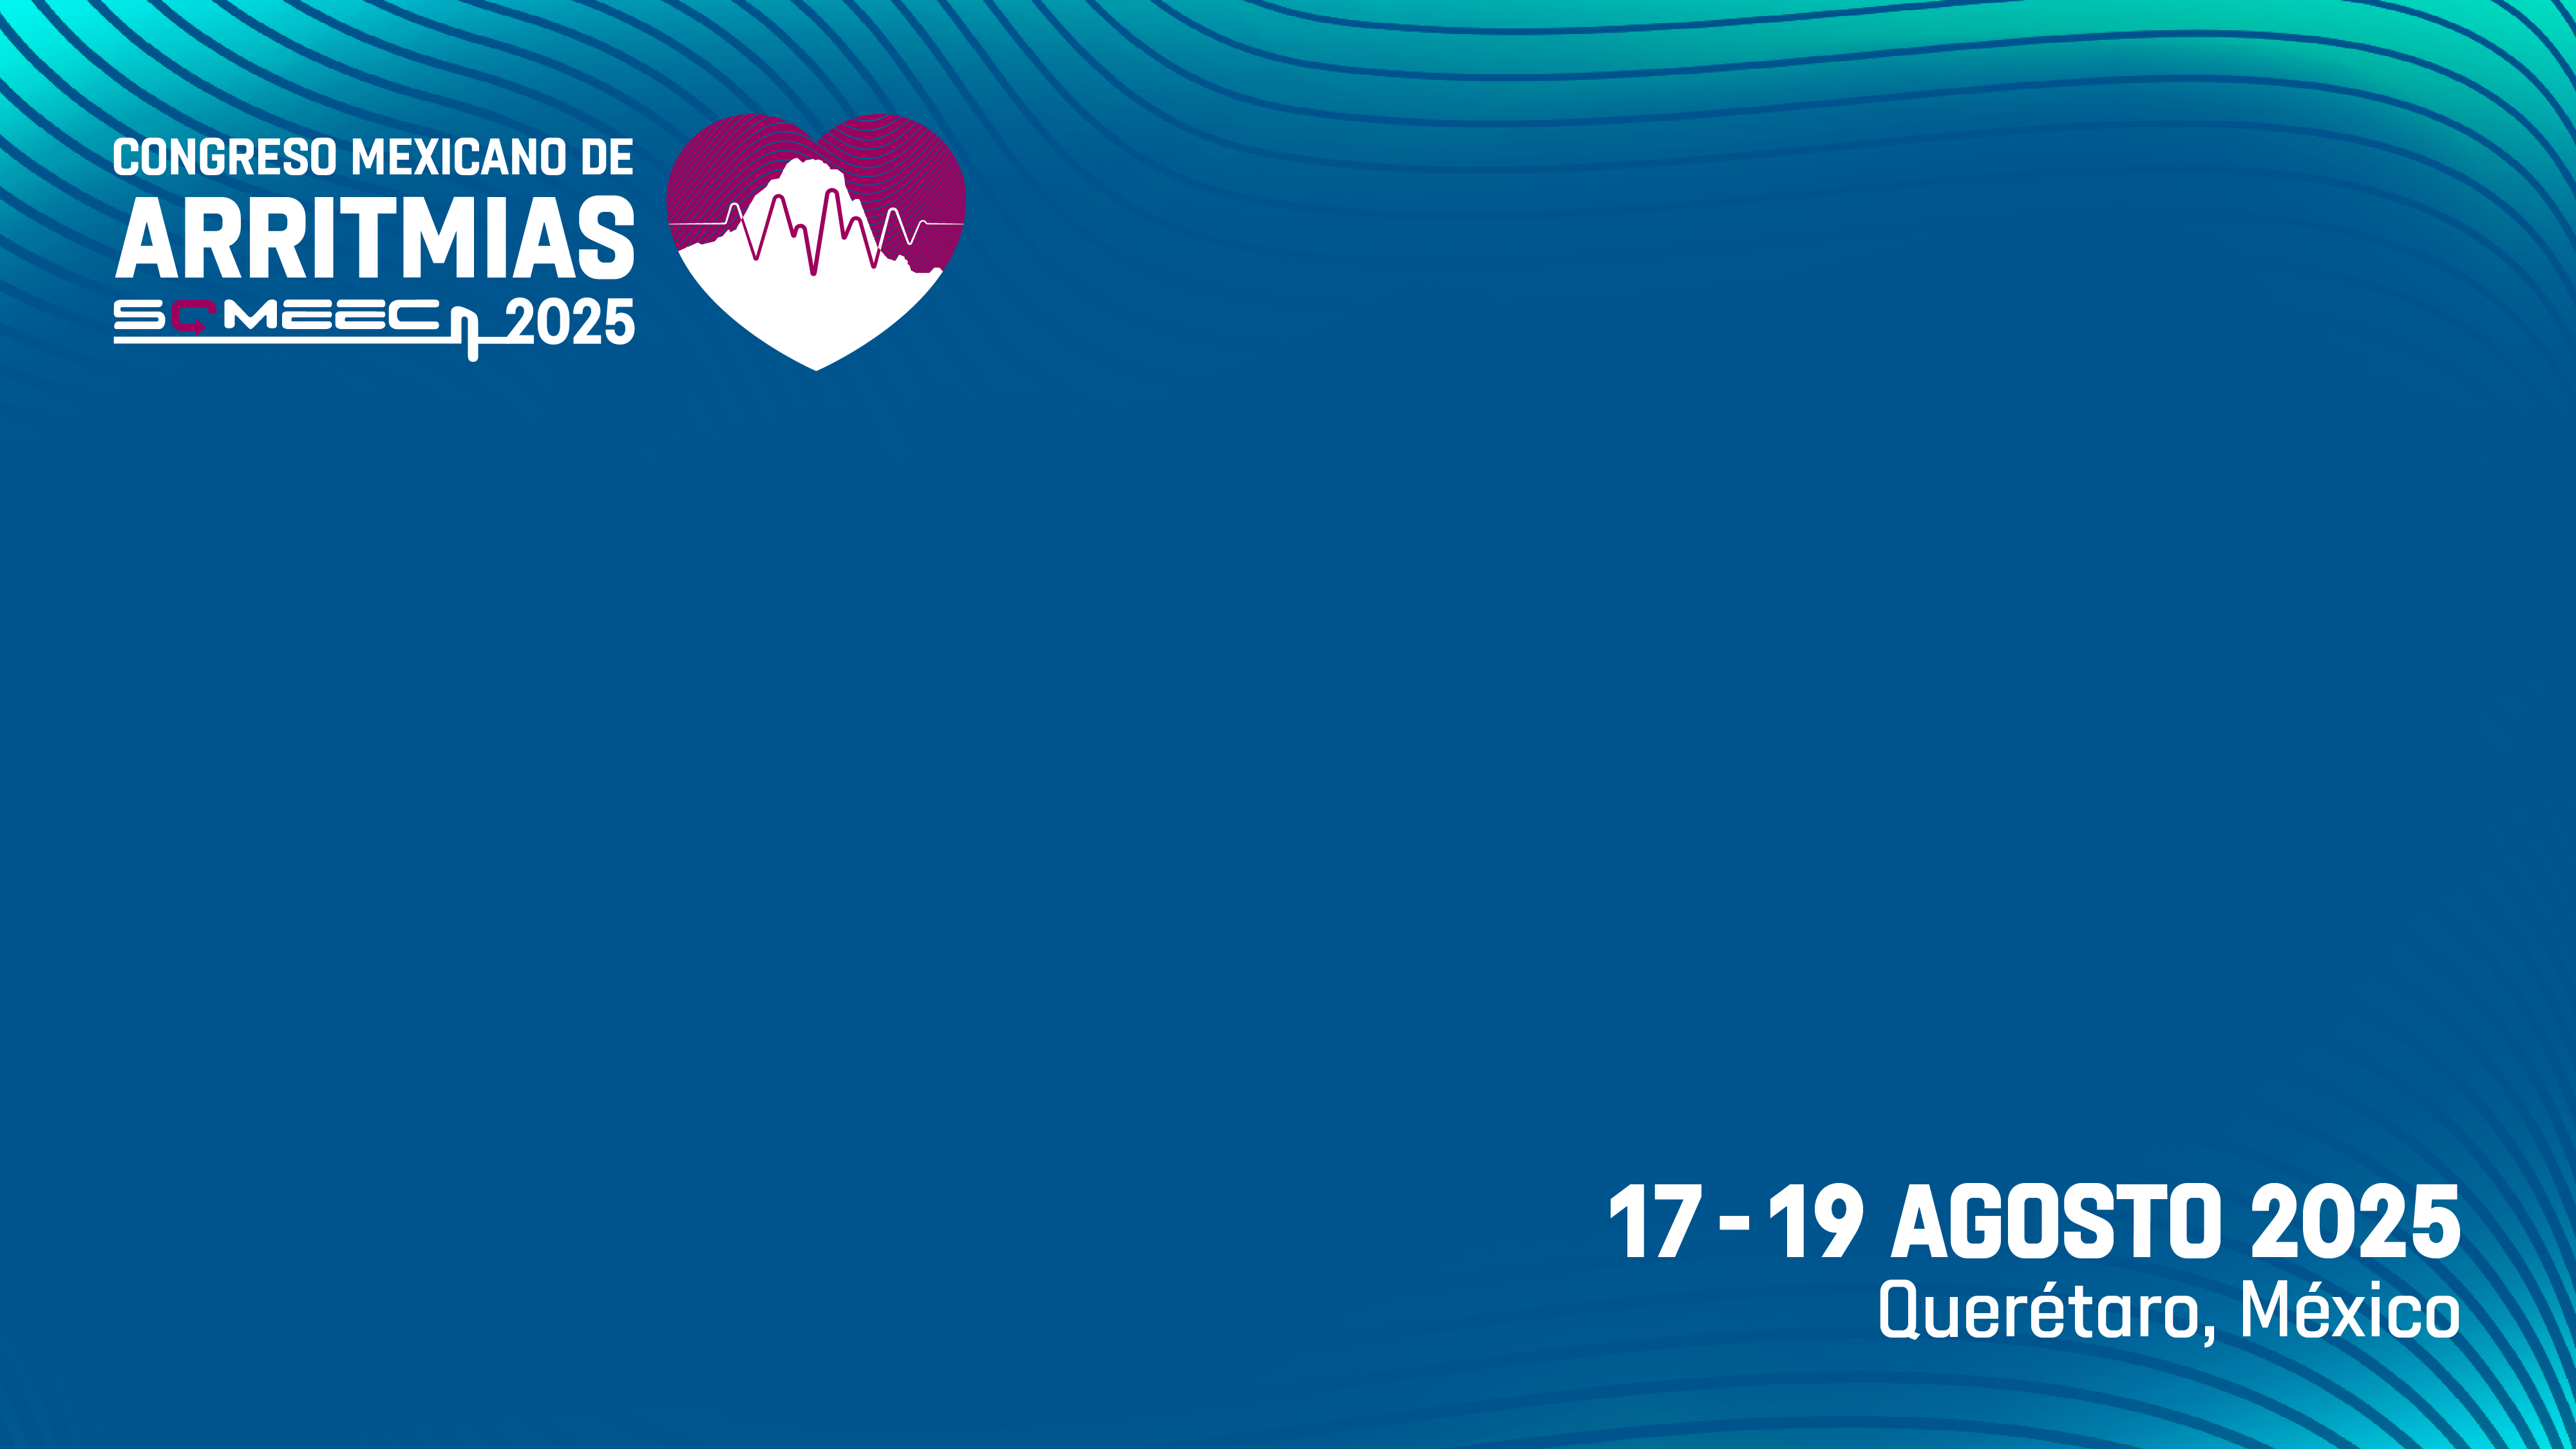 CONGRESO MEXICANO DE
ARRITMIAS
SOMEEC 2025
17 - 19 AGOSTO 2025
Querétaro, México